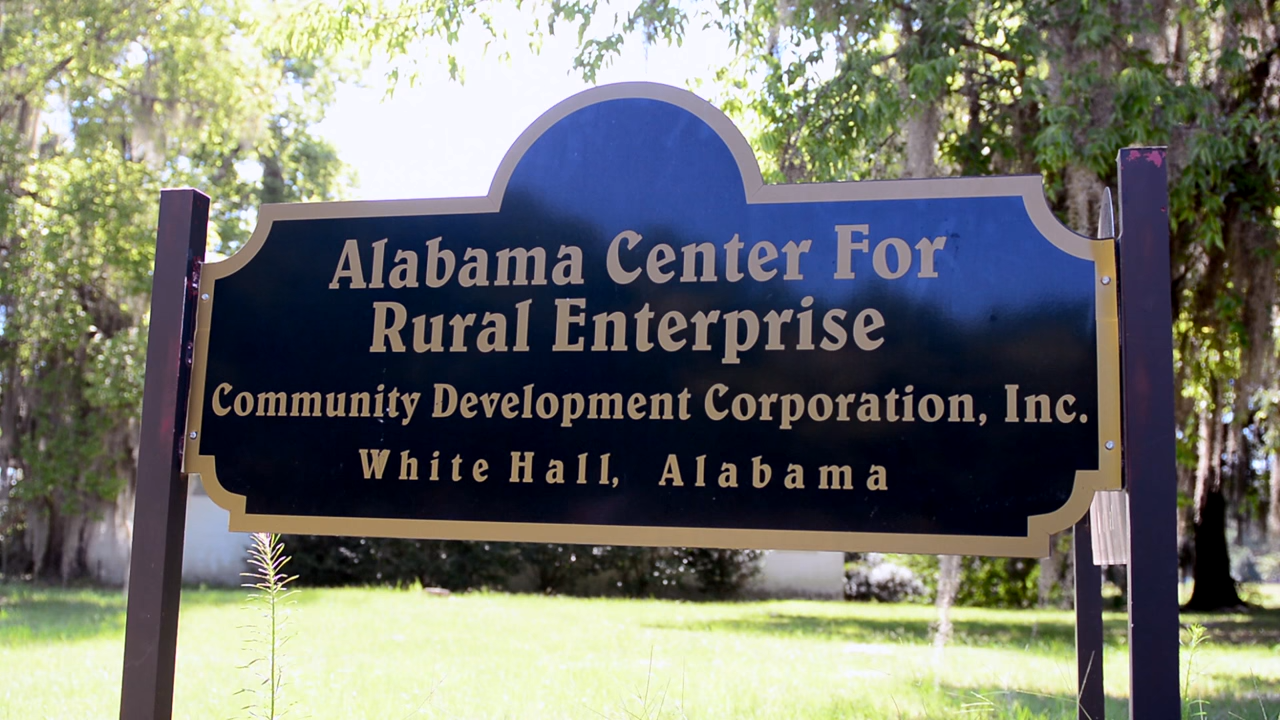 Alabama Center For
Rural Enterprise
Community Development Corporation, Inc.
White Hall, Alabama